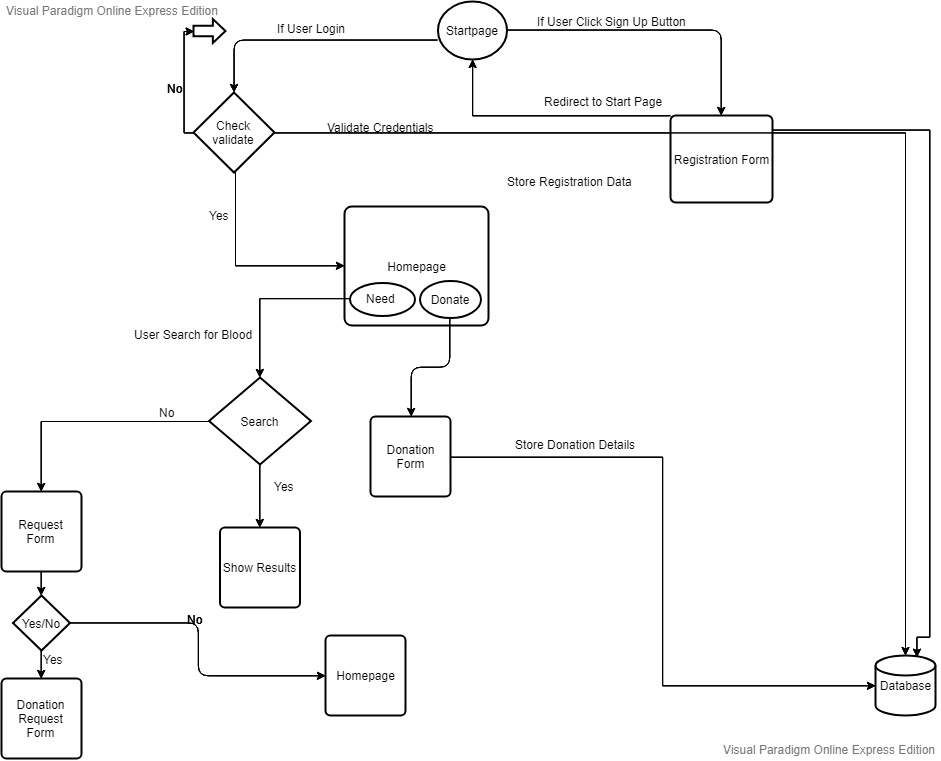 Visual Paradigm Online Express Edition
If User Login
Startpage
If User Click Sign Up Button
No
Redirect to Start Page
Check
validate
Validate Credentials
Registration Form
Store Registration Data
Yes
Homepage
Need
Donate
User Search for Blood
No
Search
Donation
Form
Store Donation Details
Yes
Request
Form
Show Results
Yes/No
No
Yes
Homepage
Database
Donation
Request
Form
Visual Paradigm Online Express Edition